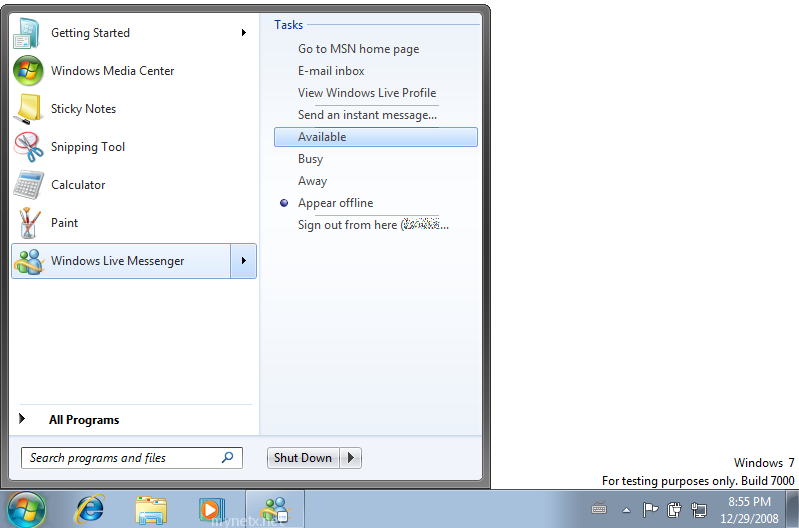 Getting Started
Windows Media Center
Sticky Notes
Snipping Tool
Calculator
Paint
Windows Live Messenger
All Programs
Search programs and files
Tasks
Go to MSN home page
E-mail inbox
View Windows Live Profile
Send an instant message...
Available
Busy
Away
Appear offline
Sign out from here (...
Shut Down
Windows 7
For testing purposes only. Build 7000
mynetx.net
8:55 PM
12/29/2008